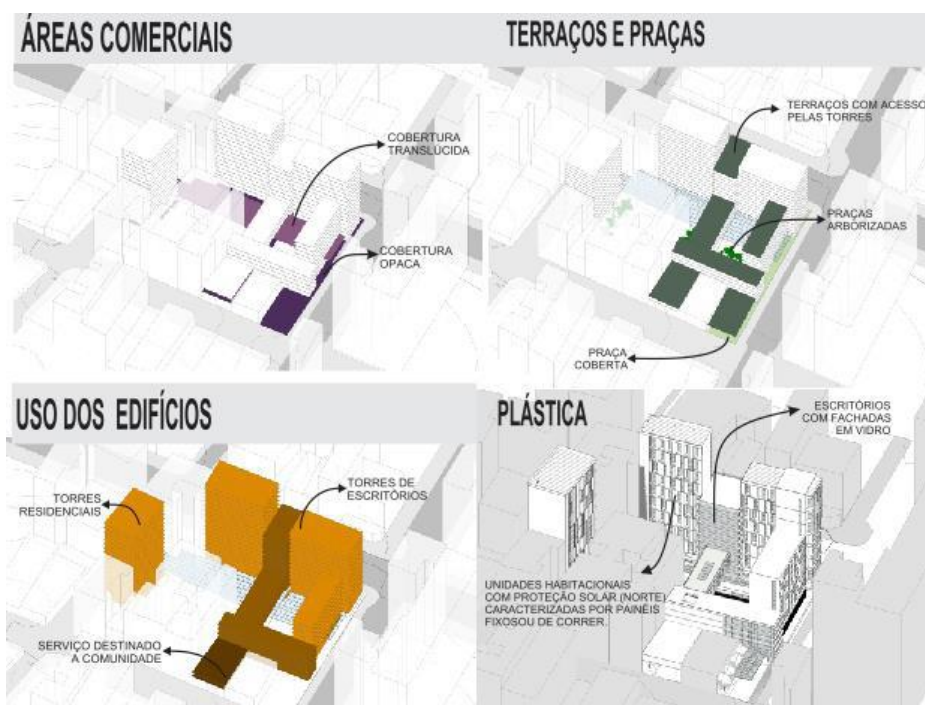 ÁREAS COMERCIAIS
COBERTURA
TRANSLÚCIDA
COBERTURA
OPACA
TERRAÇOS E PRAÇAS
TERRAÇOS COM ACESSO
PELAS TORRES
PRAÇAS
ARBORIZADAS
PRAÇA
COBERTA
USO DOS EDIFÍCIOS
TORRES
RESIDENCIAIS
TORRES DE
ESCRITÓRIOS
SERVIÇO DESTINADO
A COMUNIDADE
PLÁSTICA
ESCRITÓRIOS
COM FACHADAS
EM VIDRO
UNIDADES HABITACIONAIS
COM PROTEÇÃO SOLAR (NORTE)
CARACTERIZADAS POR PAINÉIS
FIXOSOU DE CORRER.